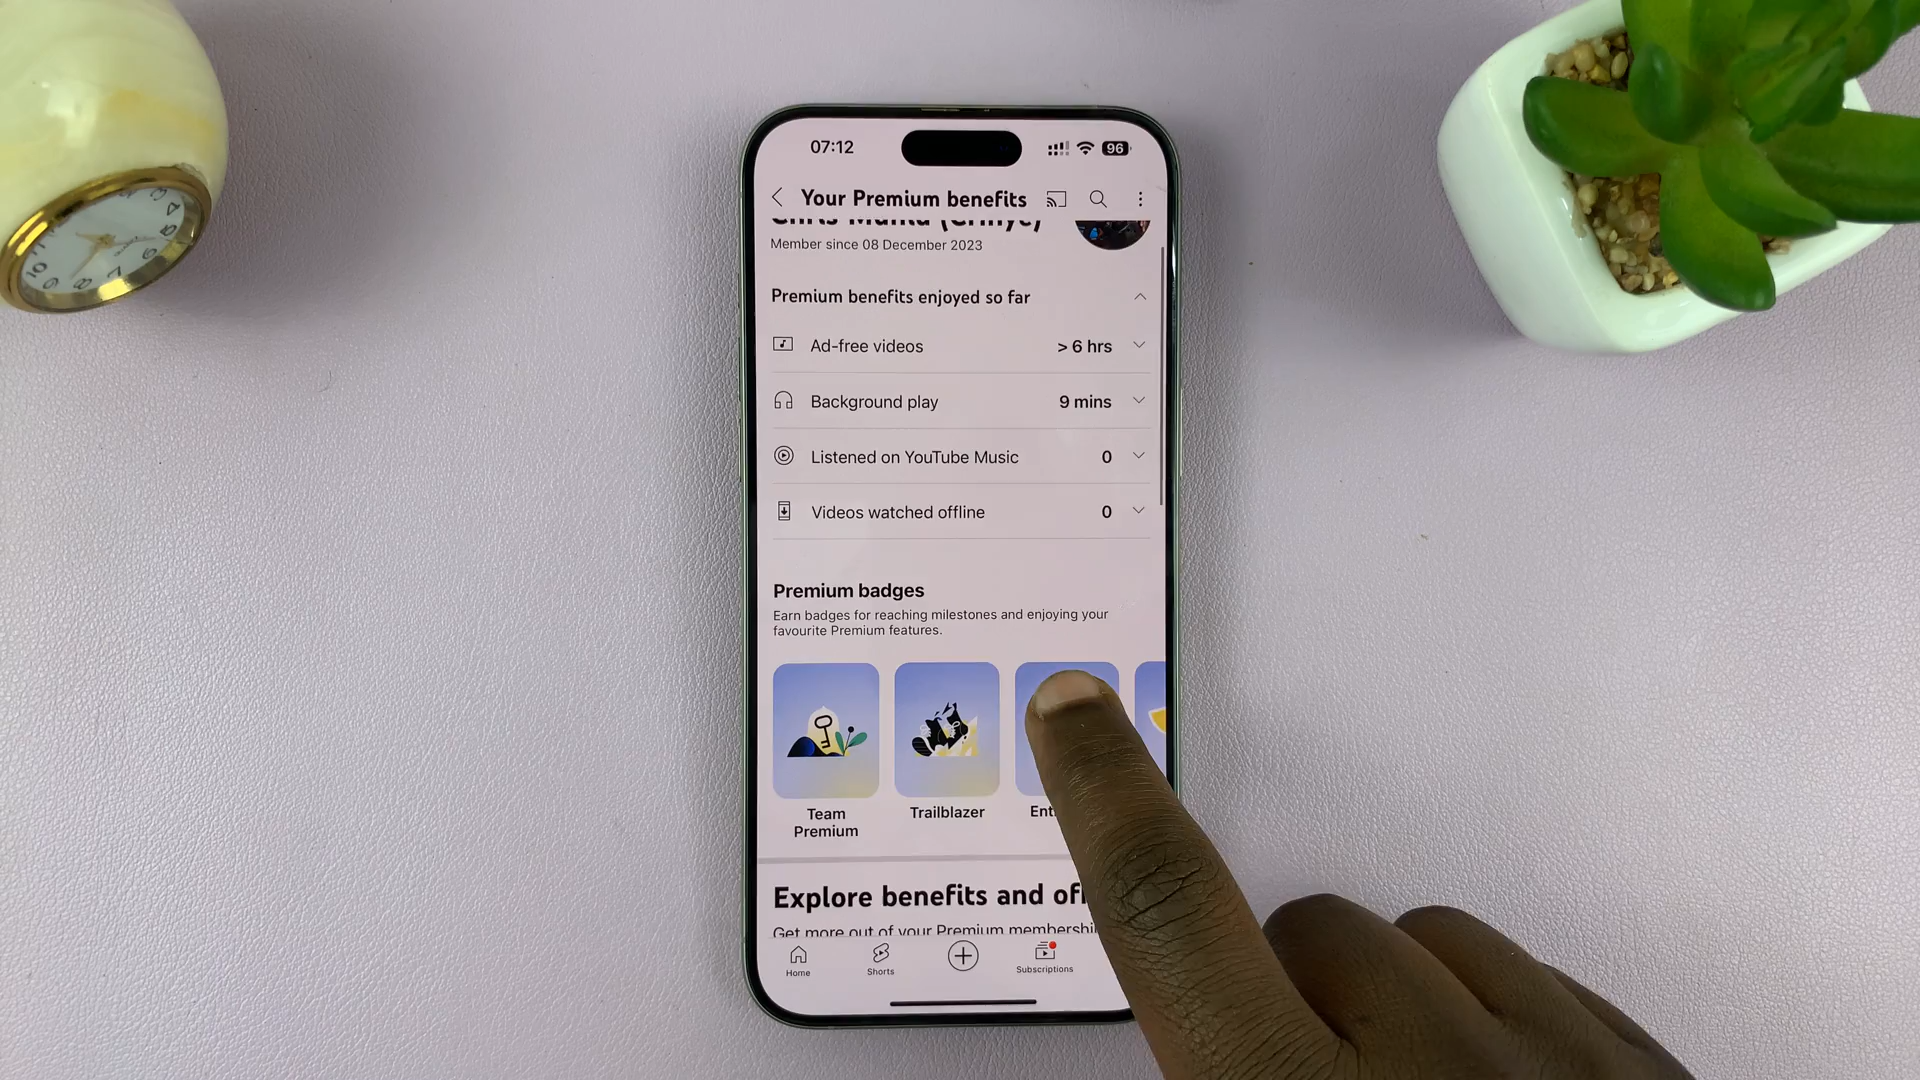 07:12
96
Your Premium benefits
Member since 08 December 2023
Premium benefits enjoyed so far
Ad-free videos > 6 hrs
Background play 9 mins
Listened on YouTube Music 0
Videos watched offline 0
Premium badges
Earn badges for reaching milestones and enjoying your
favourite Premium features.
Team
Premium
Trailblazer
Explore benefits and
Get more out of your Premium
Home
Shorts
Subscriptions